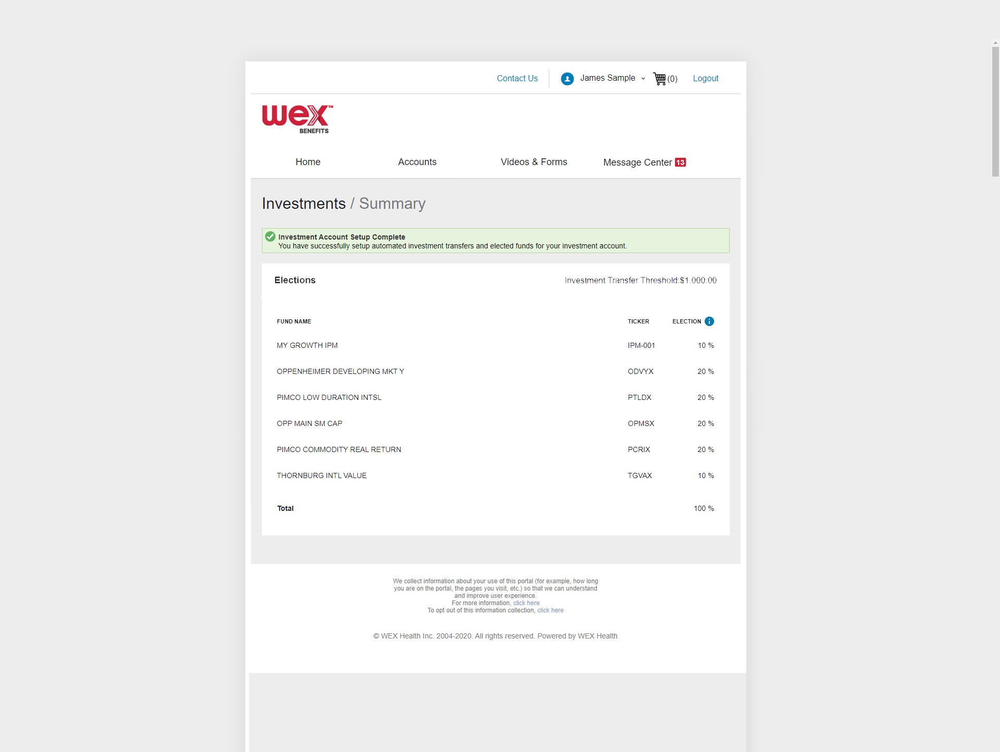 Contact Us James Sample (0) Logout
wex™
BENEFITS
Home Accounts Videos & Forms Message Center 13
Investments / Summary
Investment Account Setup Complete
You have successfully setup automated investment transfers and elected funds for your investment account.
Elections Investment Transfer Threshold:$1,000.00
FUND NAME TICKER ELECTION i
MY GROWTH IPM IPM-001 10 %
OPPENHEIMER DEVELOPING MKT Y ODVYX 20 %
PIMCO LOW DURATION INTSL PTLDX 20 %
OPP MAIN SM CAP OPMSX 20 %
PIMCO COMMODITY REAL RETURN PCRIX 20 %
THORNBURG INTL VALUE TGVAX 10 %
Total 100 %
We collect information about your use of this portal (for example, how long
you are on the portal, the pages you visit, etc.) so that we can understand
and improve user experience.
For more information, click here
To opt out of this information collection, click here
© WEX Health Inc. 2004-2020. All rights reserved. Powered by WEX Health